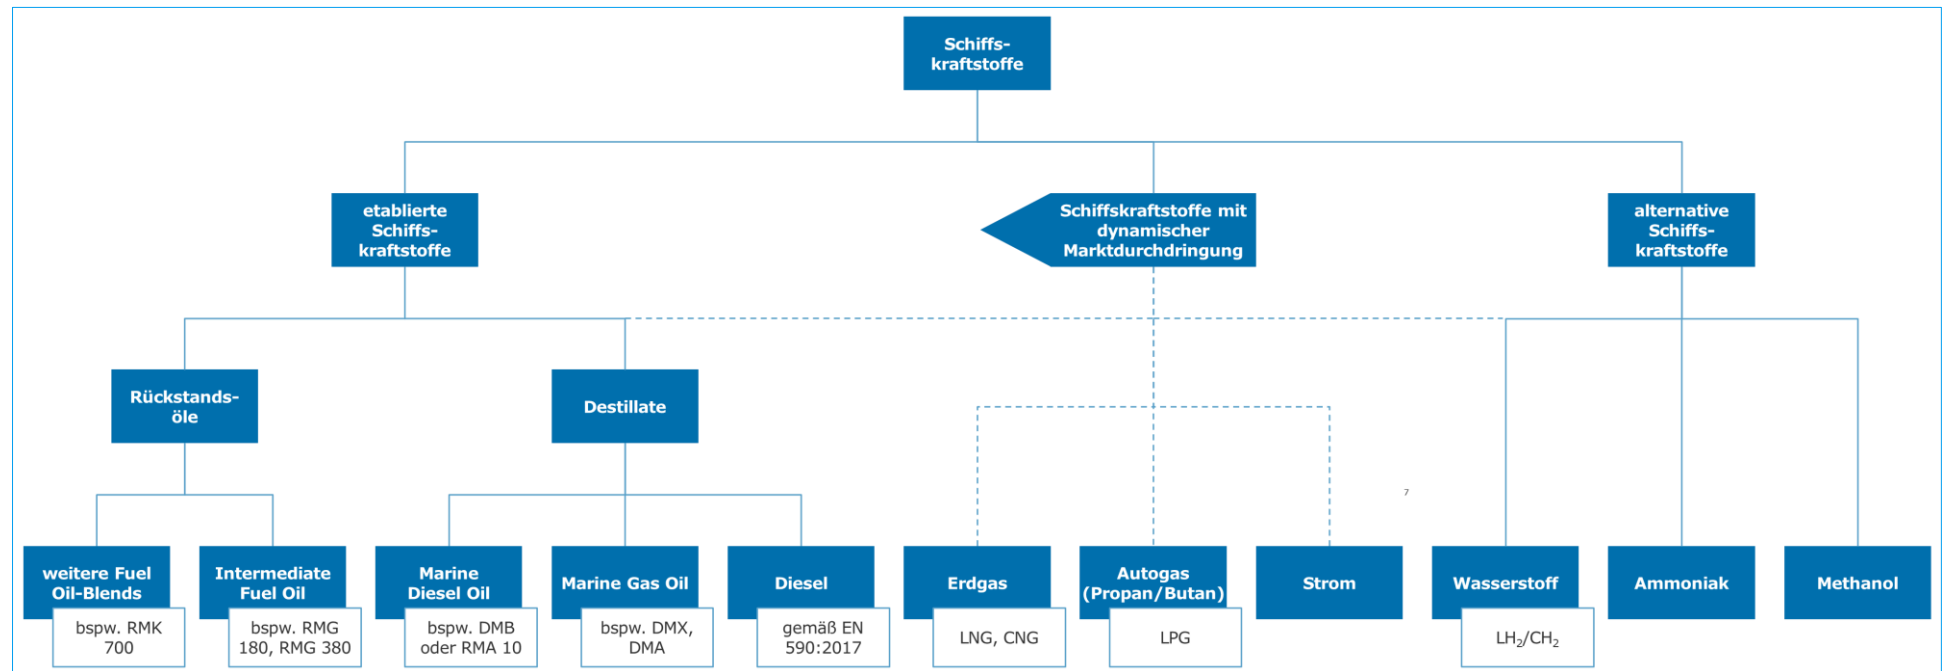 Schiffs-
kraftstoffe
etablierte
Schiffs-
kraftstoffe
Schiffskraftstoffe mit
dynamischer
Marktdurchdringung
alternative
Schiffs-
kraftstoffe
Rückstands-
öle
Destillate
7
weitere Fuel
Oil-Blends
bspw. RMK
700
Intermediate
Fuel Oil
bspw. RMG
180, RMG 380
Marine
Diesel Oil
bspw. DMB
oder RMA 10
Marine Gas Oil
bspw. DMX,
DMA
Diesel
gemäß EN
590:2017
Erdgas
LNG, CNG
Autogas
(Propan/Butan)
LPG
Strom
Wasserstoff
LH₂/CH₂
Ammoniak
Methanol